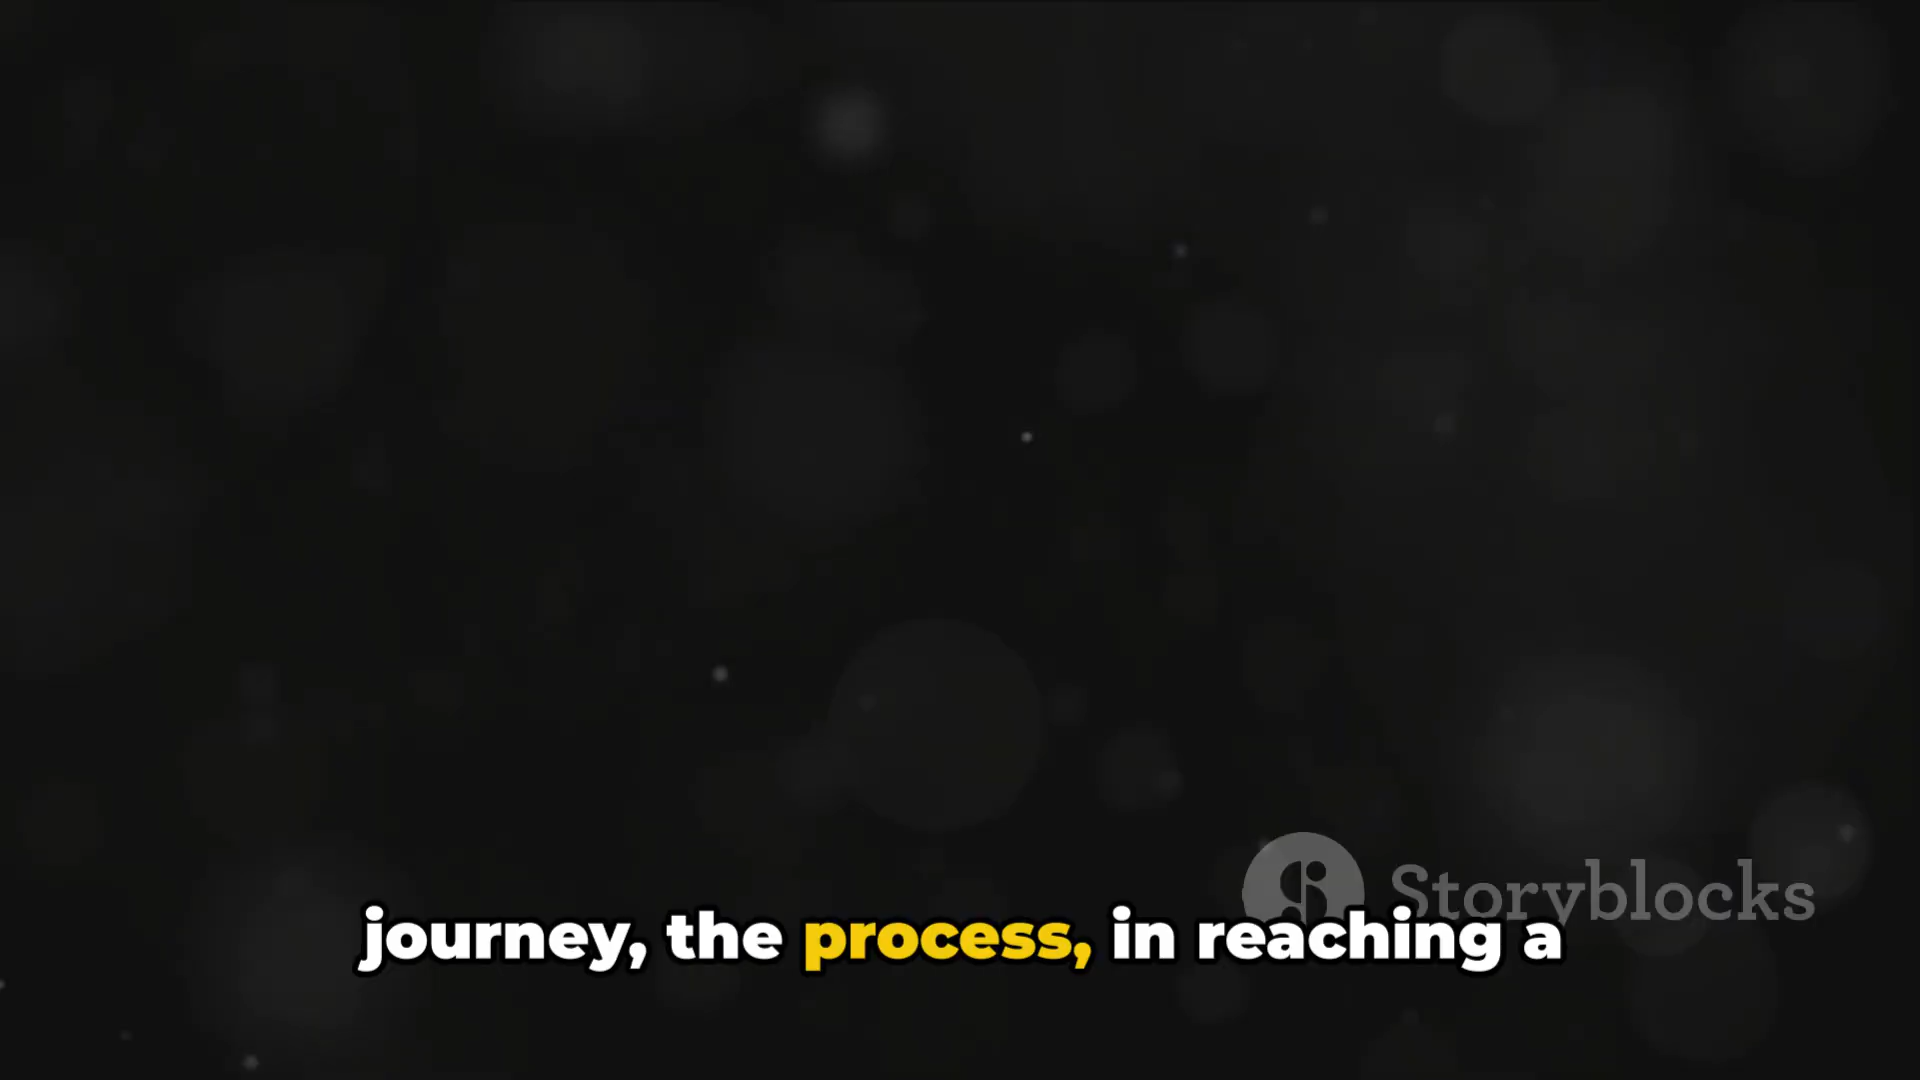 Storyblocks
journey, the process, in reaching a